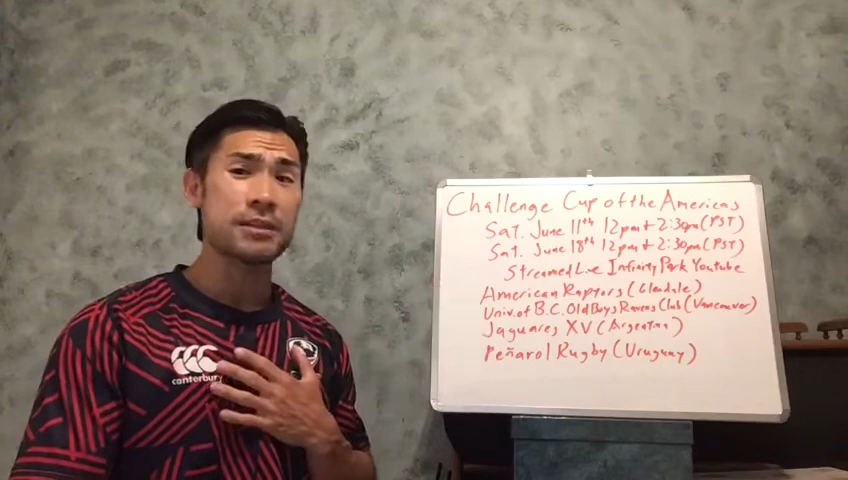 Challenge Cup of the Americas
Sat. June 11th 12pm + 2:30pm (PST)
Sat. June 18th 12pm + 2:30pm (PST)
Streamed Live Infinity Park Youtube
American Raptors (Glendale)
Univ. of B.C. Old Boys Ravens Club (Vancouver)
Jaguares XV (Argentina)
Peñarol Rugby (Uruguay)
CCC
canterbury